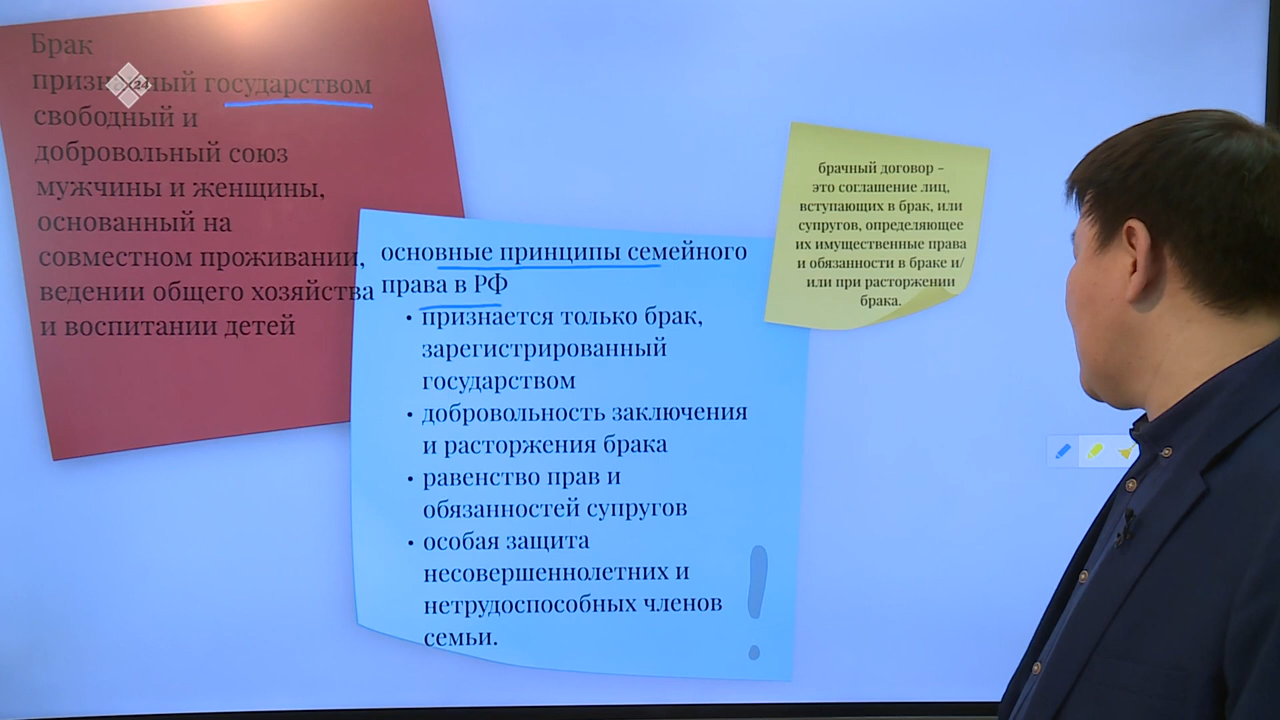 Брак
признанный государством
свободный и
добровольный союз
мужчины и женщины,
основанный на
совместном проживании,
ведении общего хозяйства
и воспитании детей
x24
основные принципы семейного
права в РФ
• признается только брак,
зарегистрированный
государством
• добровольность заключения
и расторжения брака
• равенство прав и
обязанностей супругов
• особая защита
несовершеннолетних и
нетрудоспособных членов
семьи.
!
брачный договор –
это соглашение лиц,
вступающих в брак, или
супругов, определяющее
их имущественные права
и обязанности в браке и/
или при расторжении
брака.